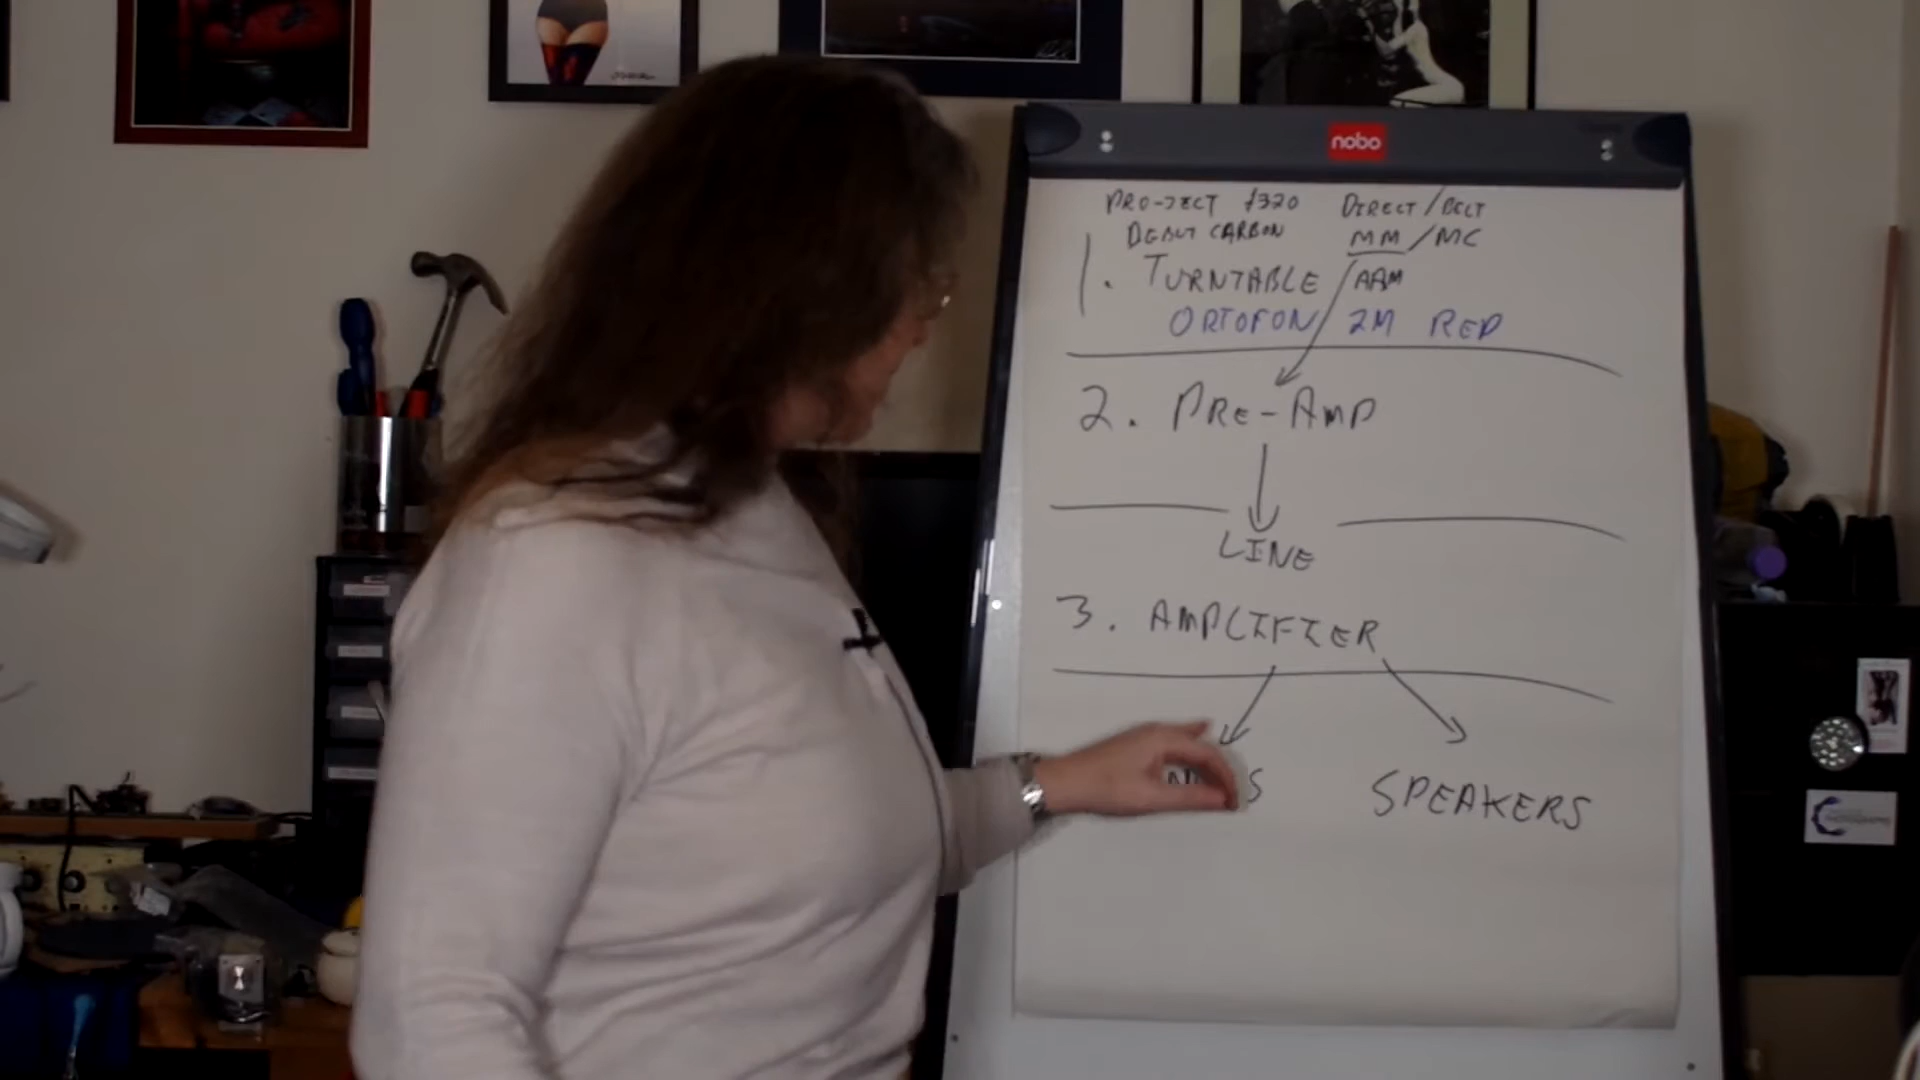 nobo
PRO-JECT £320 DIRECT/BELT
DEBUT CARBON MM/MC
1. TURNTABLE /ARM
ORTOFON 2M RED
2. PRE-AMP
LINE
3. AMPLIFIER
SPEAKERS